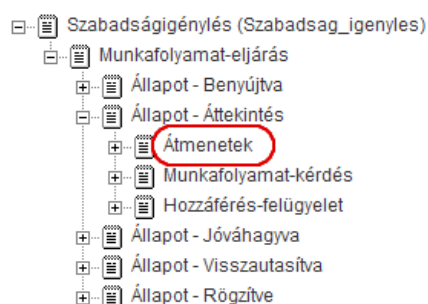 Szabadságigénylés (Szabadsag_igenyles)
Munkafolyamat-eljárás
Állapot - Benyújtva
Állapot - Áttekintés
Átmenetek
Munkafolyamat-kérdés
Hozzáférés-felügyelet
Állapot - Jóváhagyva
Állapot - Visszautasítva
Állapot - Rögzítve